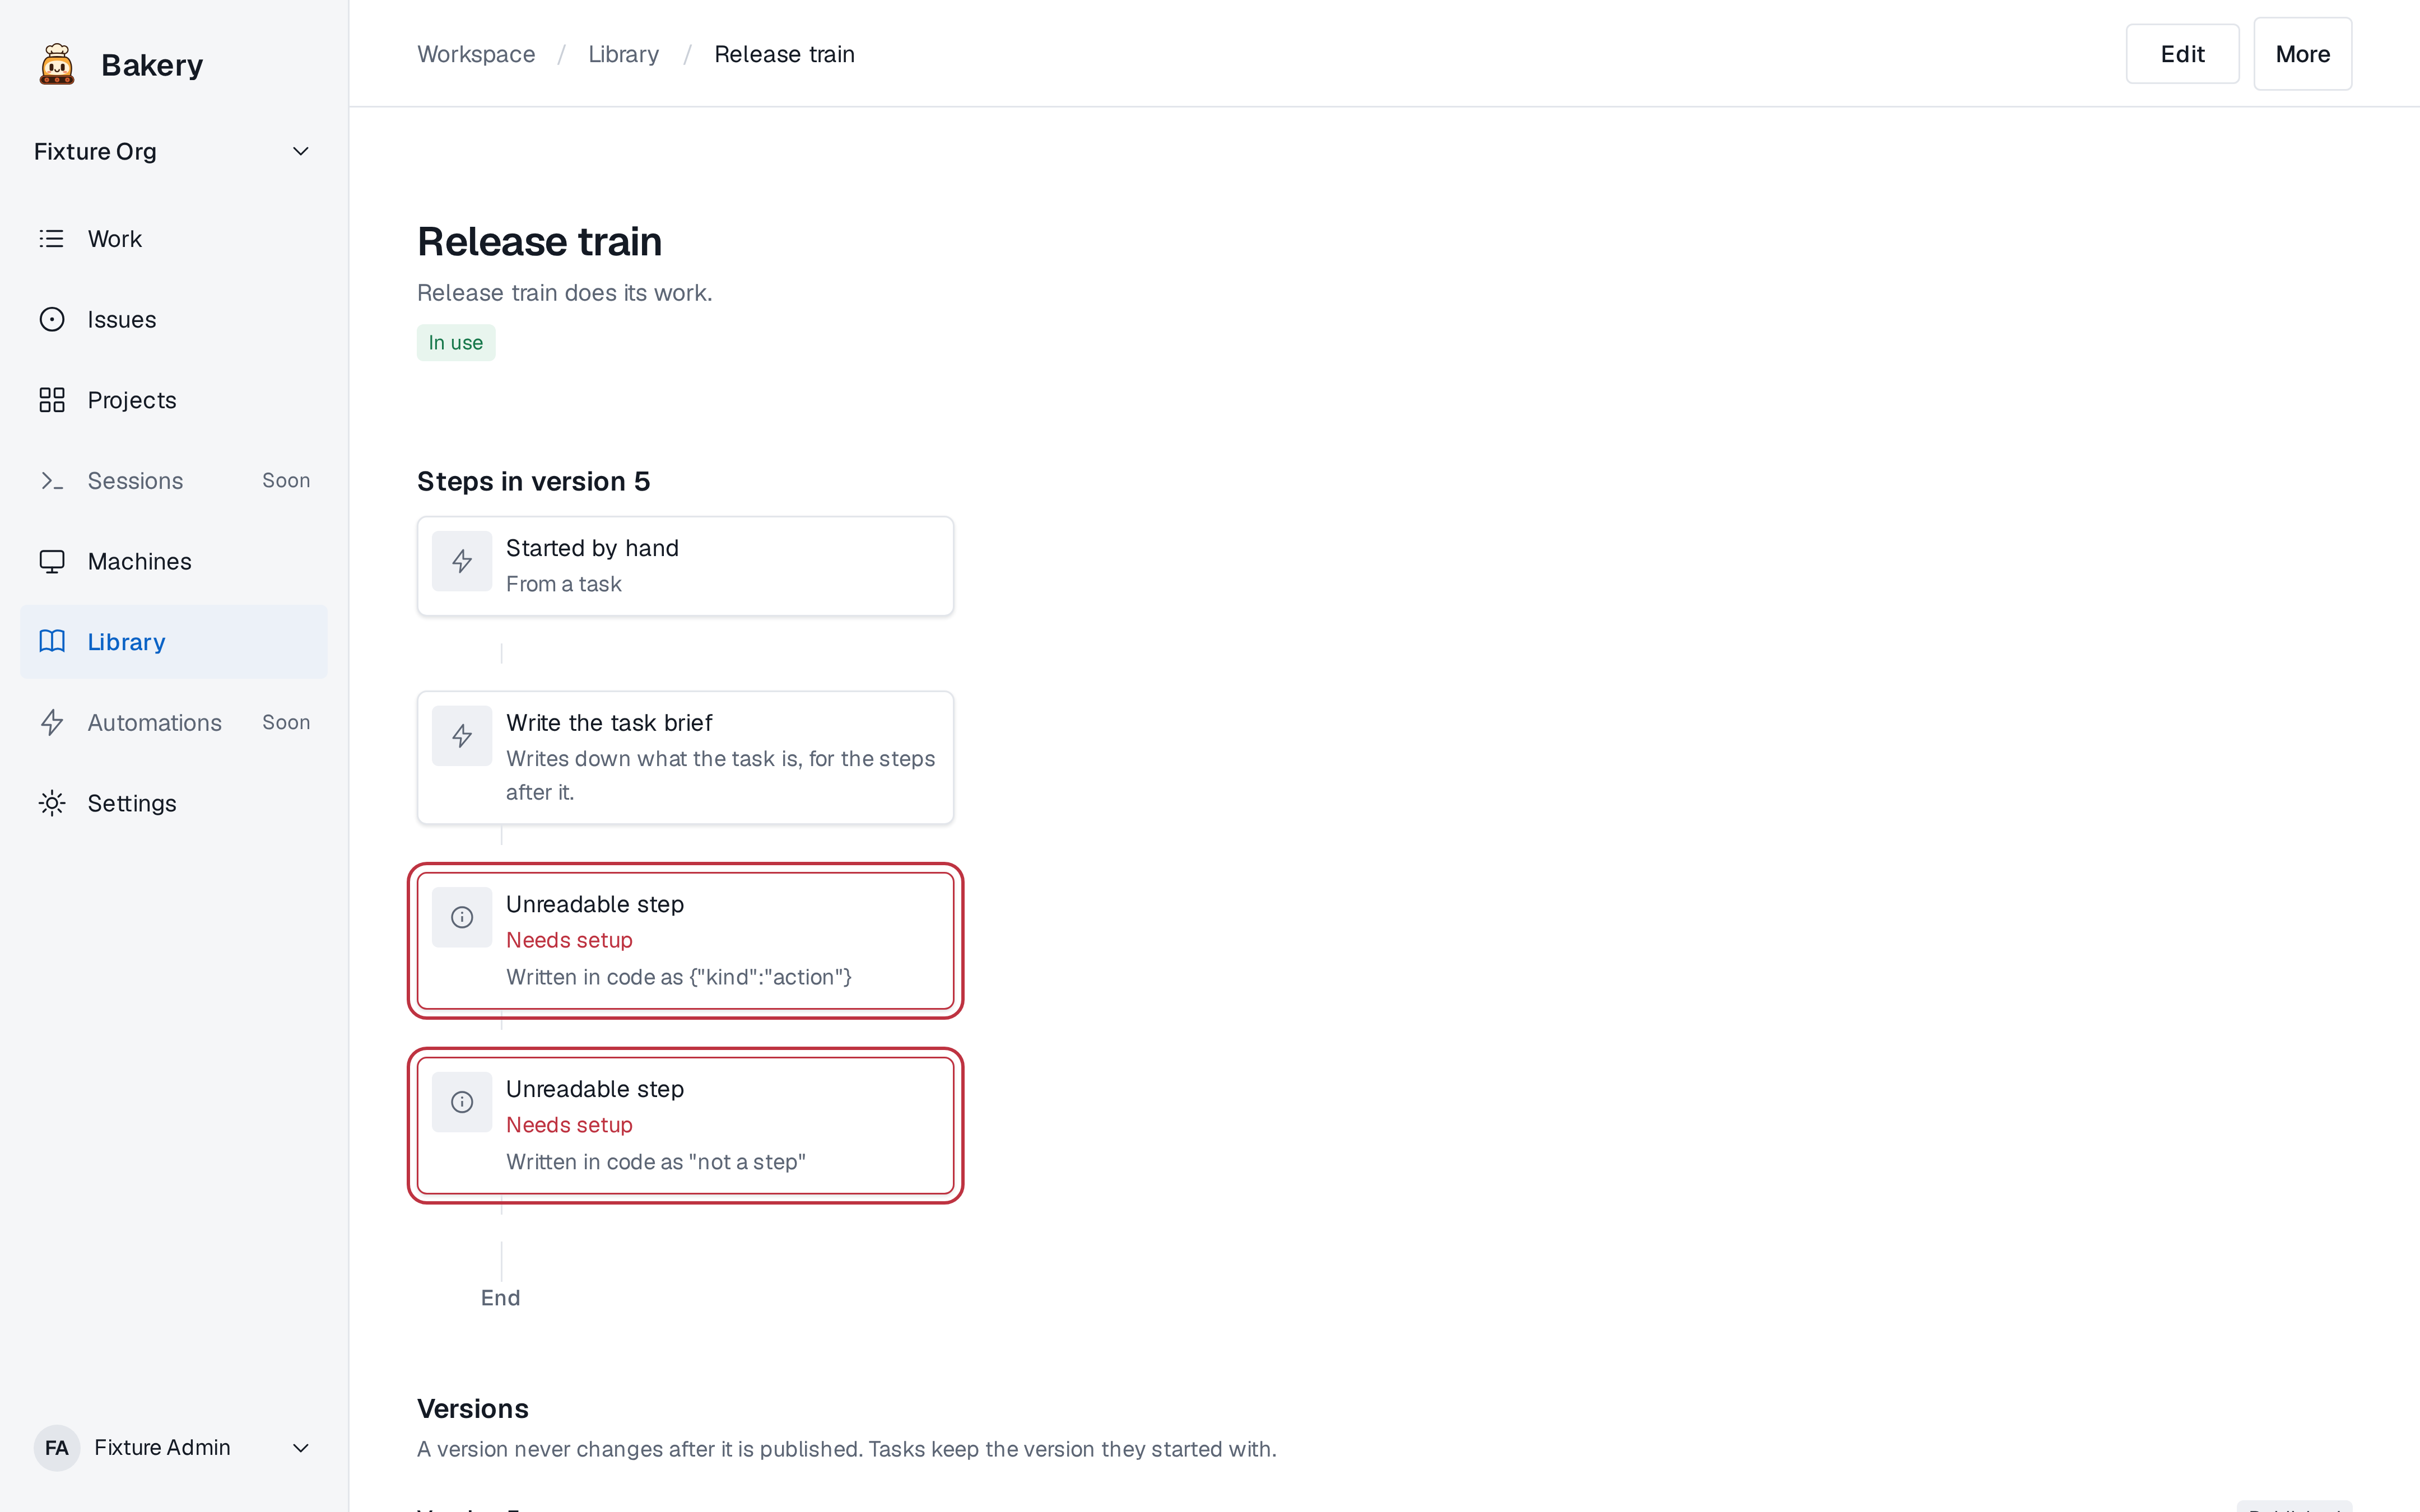 Bakery
Fixture Org
Work
Issues
Projects
Sessions Soon
Machines
Library
Automations Soon
Settings
FA Fixture Admin
Workspace / Library / Release train
Edit
More
Release train
Release train does its work.
In use
Steps in version 5
Started by hand
From a task
Write the task brief
Writes down what the task is, for the steps
after it.
Unreadable step
Needs setup
Written in code as {"kind":"action"}
Unreadable step
Needs setup
Written in code as "not a step"
End
Versions
A version never changes after it is published. Tasks keep the version they started with.